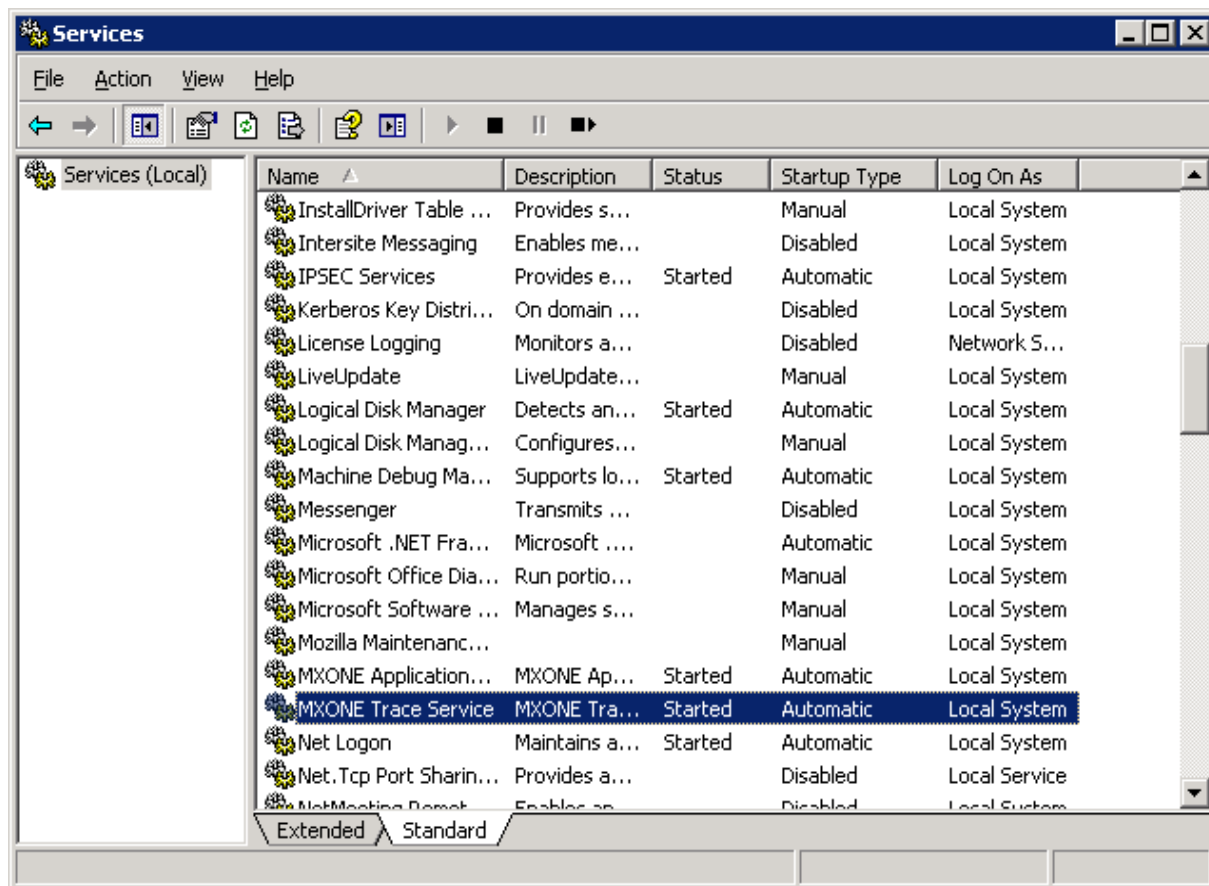 Services
File Action View Help
Services (Local)
Name Description Status Startup Type Log On As
InstallDriver Table ... Provides s... Manual Local System
Intersite Messaging Enables me... Disabled Local System
IPSEC Services Provides e... Started Automatic Local System
Kerberos Key Distri... On domain ... Disabled Local System
License Logging Monitors a... Disabled Network S...
LiveUpdate LiveUpdate... Manual Local System
Logical Disk Manager Detects an... Started Automatic Local System
Logical Disk Manag... Configures... Manual Local System
Machine Debug Ma... Supports lo... Started Automatic Local System
Messenger Transmits ... Disabled Local System
Microsoft .NET Fra... Microsoft .... Automatic Local System
Microsoft Office Dia... Run portio... Manual Local System
Microsoft Software ... Manages s... Manual Local System
Mozilla Maintenanc... Manual Local System
MXONE Application... MXONE Ap... Started Automatic Local System
MXONE Trace Service MXONE Tra... Started Automatic Local System
Net Logon Maintains a... Started Automatic Local System
Net.Tcp Port Sharin... Provides a... Disabled Local Service
NetMeeting Remot... Enables an... Disabled Local System
Extended Standard